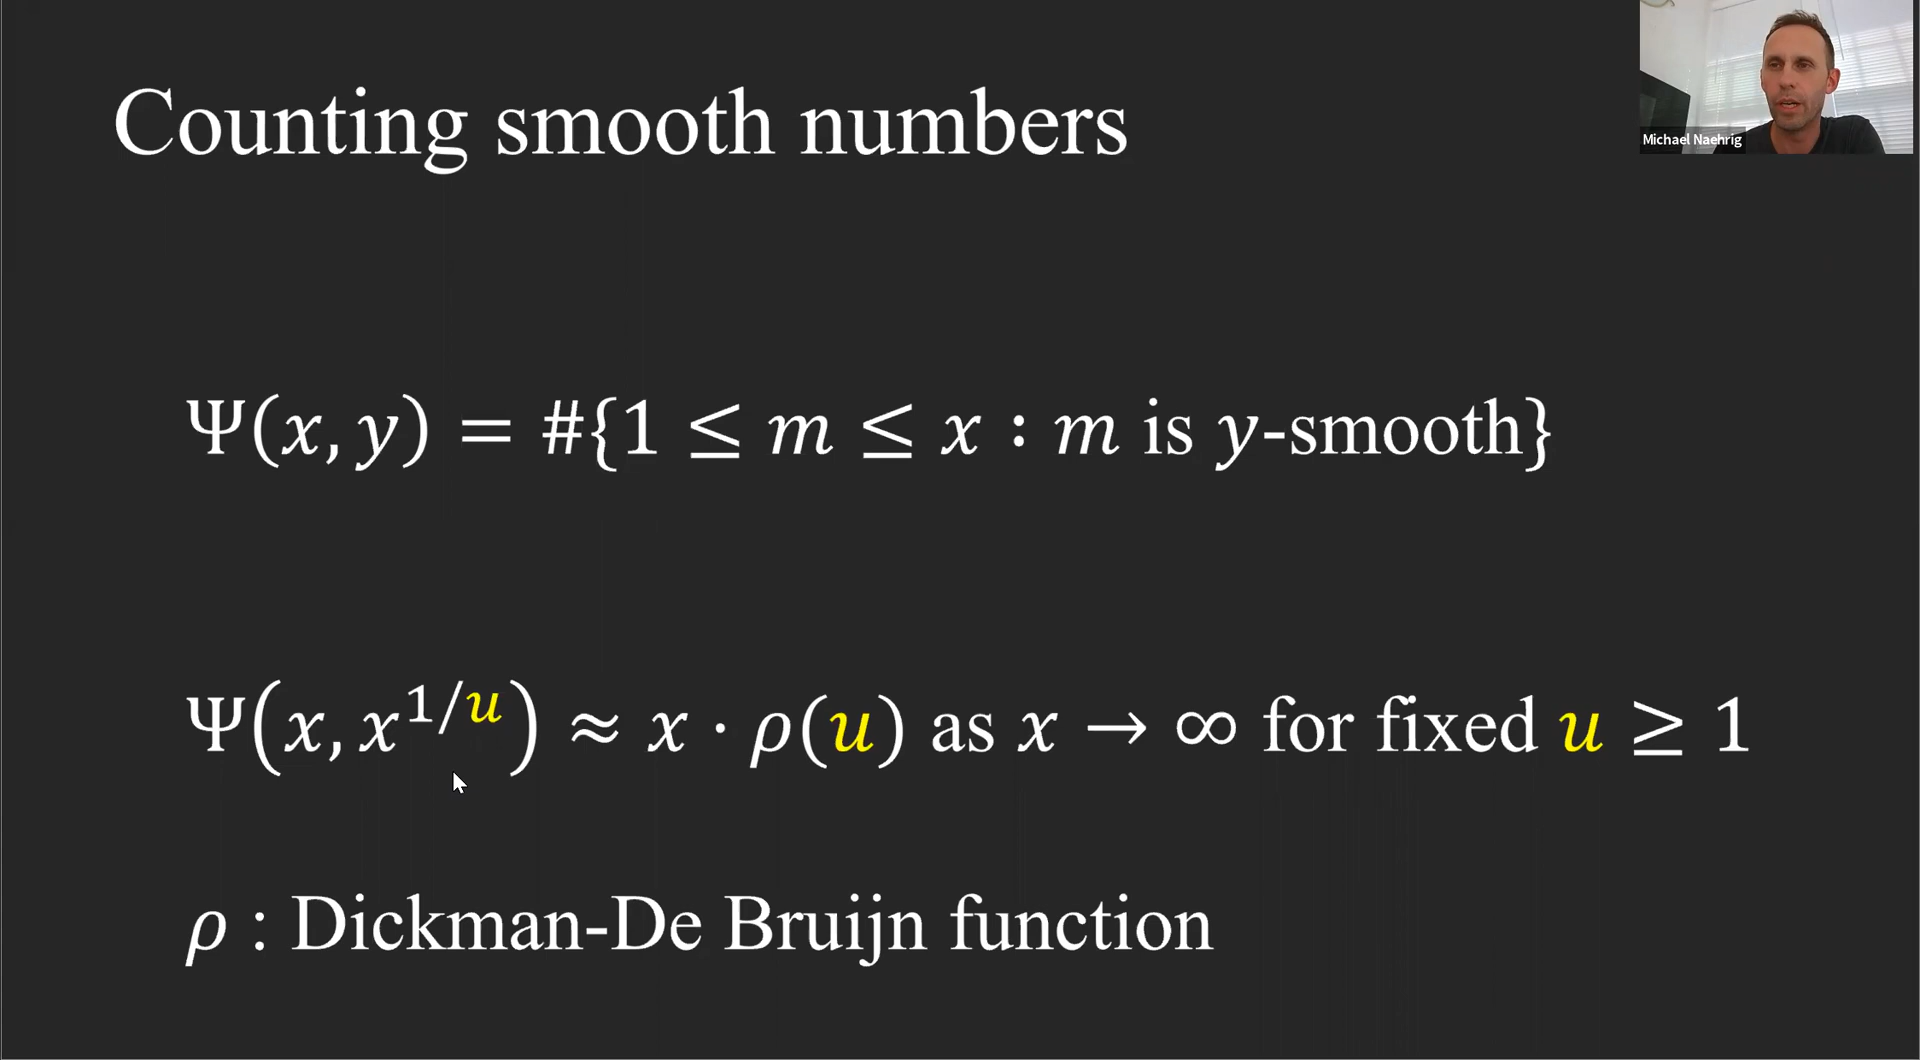 Counting smooth numbers
Michael Naehrig
Ψ(x, y) = #{1 ≤ m ≤ x : m is y-smooth}
Ψ(x, x^{1/u}) ≈ x · ρ(u) as x → ∞ for fixed u ≥ 1
ρ : Dickman-De Bruijn function